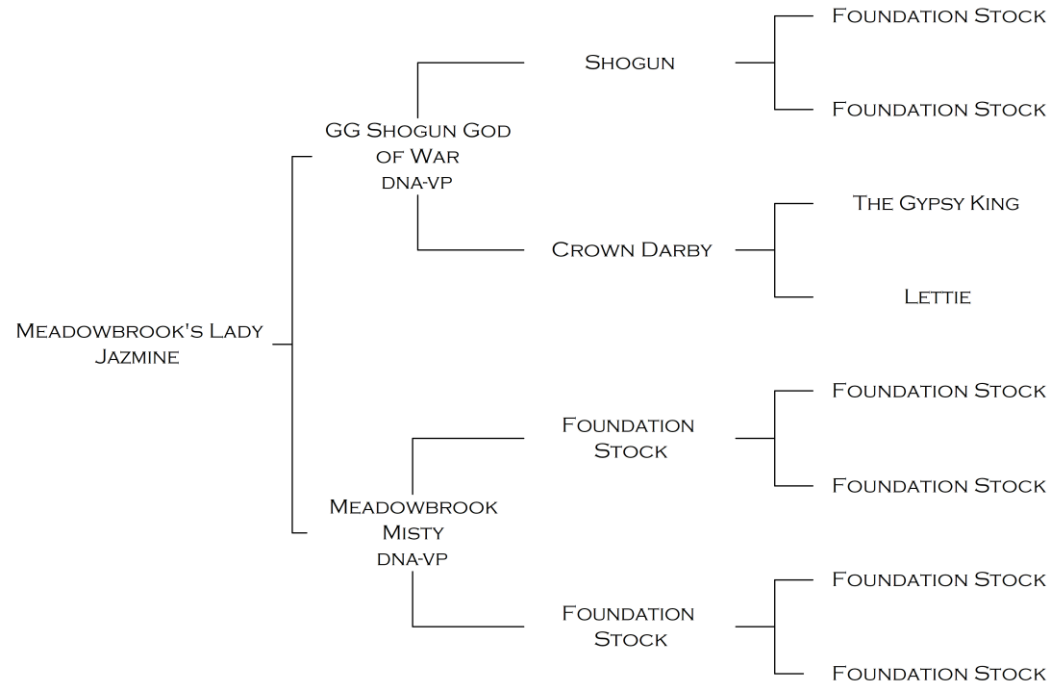 Foundation Stock
Shogun
Foundation Stock
GG Shogun God
of War
DNA-VP
The Gypsy King
Crown Darby
Lettie
Meadowbrook's Lady
Jazmine
Foundation Stock
Foundation
Stock
Foundation Stock
Meadowbrook
Misty
DNA-VP
Foundation Stock
Foundation
Stock
Foundation Stock